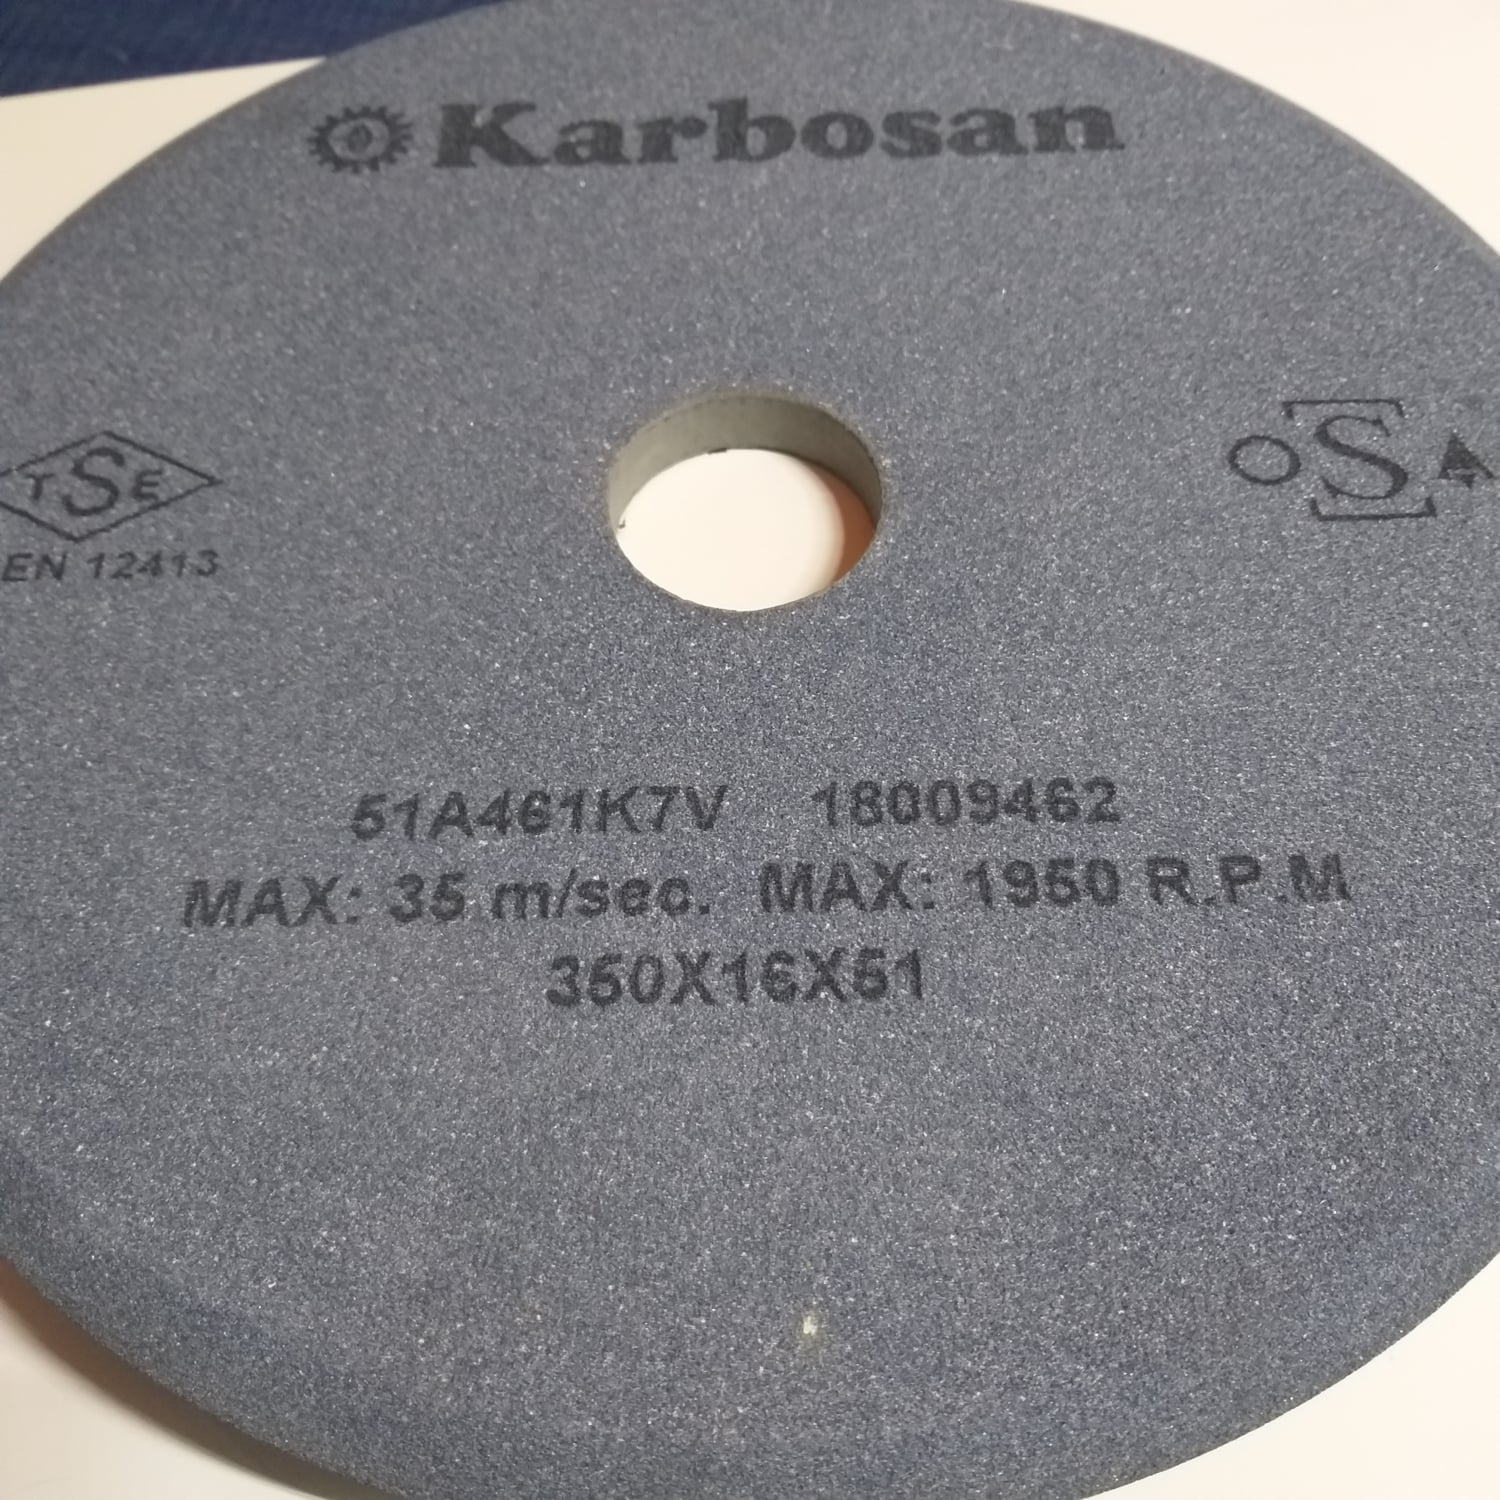 Karbosan
TSE
EN 12413
OSA
51A461K7V 18009462
MAX: 35 m/sec. MAX: 1950 R.P.M
350X16X51